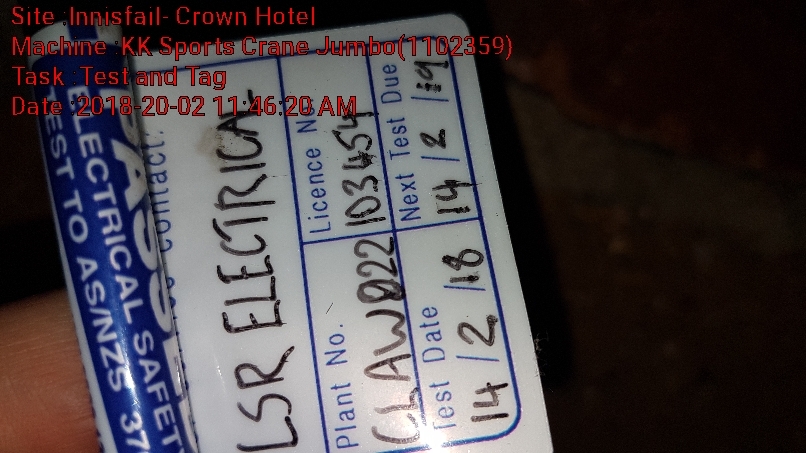 Site :Innisfail- Crown Hotel
Machine :KK Sports Crane Jumbo(1102359)
Task :Test and Tag
Date :2018-20-02 11:46:20 AM
PASSED
ELECTRICAL SAFETY
TEST TO AS/NZS 37
contact:
LSR ELECTRICAL
Plant No. Licence No.
CLAW022 103454
Test Date Next Test Due
14/2/18 14/2/19